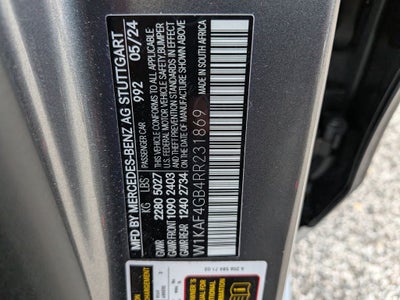 MFD BY MERCEDES-BENZ AG STUTTGART
PASSENGER CAR 992 05/24
KG LBS
GAWR 2280 5027
GAWR FRONT 1090 2403
GAWR 1240 2734
THIS VEHICLE CONFORMS TO ALL APPLICABLE
U.S. FEDERAL MOTOR VEHICLE SAFETY, BUMPER
AND THEFT PREVENTION STANDARDS IN EFFECT
ON THE DATE OF MANUFACTURE SHOWN ABOVE.
W1KAF4GB4RR231869
MADE IN SOUTH AFRICA